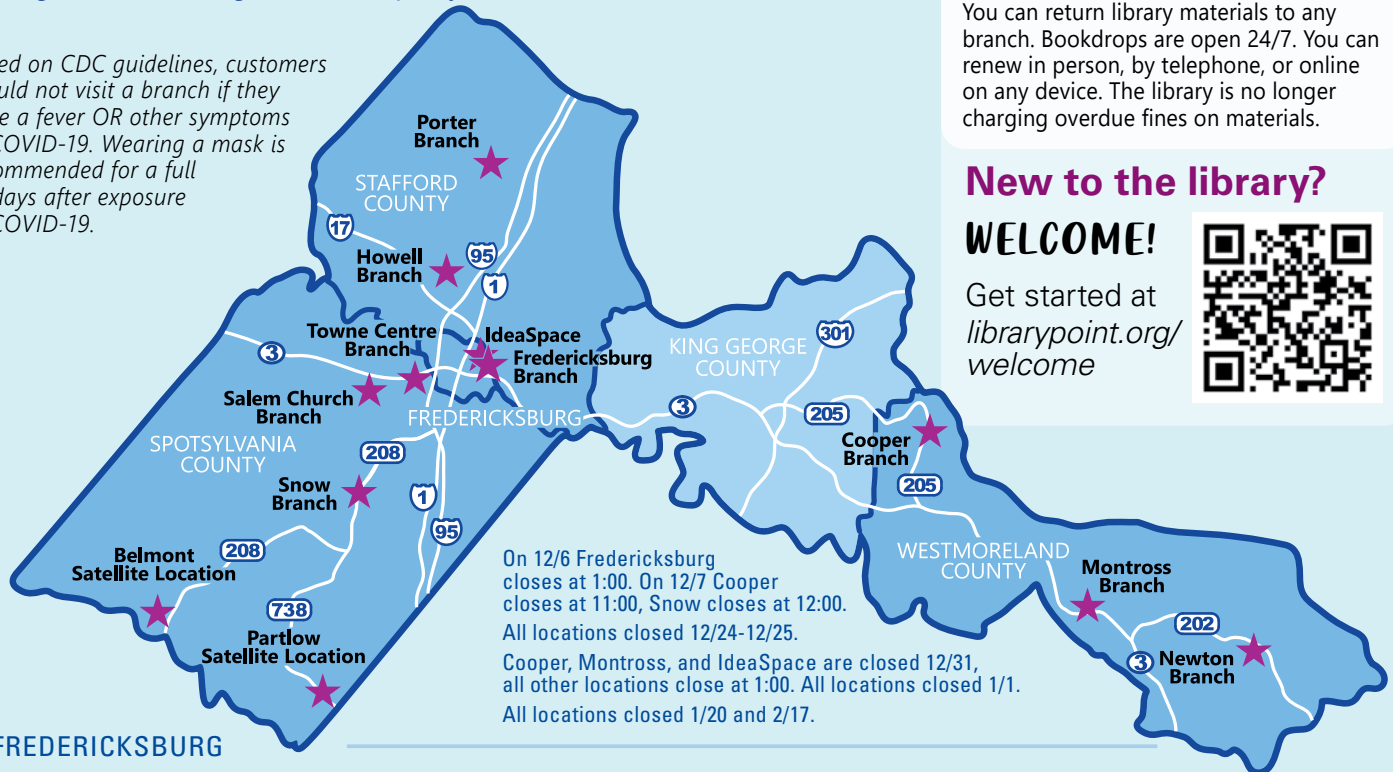 on CDC guidelines, customers
not visit a branch if they
a fever OR other symptoms
COVID-19. Wearing a mask is
for a full
days after exposure
COVID-19.
You can return library materials to any
branch. Bookdrops are open 24/7. You can
renew in person, by telephone, or online
on any device. The library is no longer
charging overdue fines on materials.
New to the library?
WELCOME!
Get started at
librarypoint.org/
welcome
Porter
Branch
STAFFORD
COUNTY
17
95
Howell
Branch
1
Towne Centre
Branch
IdeaSpace
Fredericksburg
Branch
3
Salem Church
Branch
FREDERICKSBURG
SPOTSYLVANIA
COUNTY
208
Snow
Branch
1
95
Belmont
Satellite Location
208
738
Partlow
Satellite Location
KING GEORGE
COUNTY
301
3
205
Cooper
Branch
205
WESTMORELAND
COUNTY
Montross
Branch
202
3
Newton
Branch
On 12/6 Fredericksburg
closes at 1:00. On 12/7 Cooper
closes at 11:00, Snow closes at 12:00.
All locations closed 12/24-12/25.
Cooper, Montross, and IdeaSpace are closed 12/31,
all other locations close at 1:00. All locations closed 1/1.
All locations closed 1/20 and 2/17.
FREDERICKSBURG